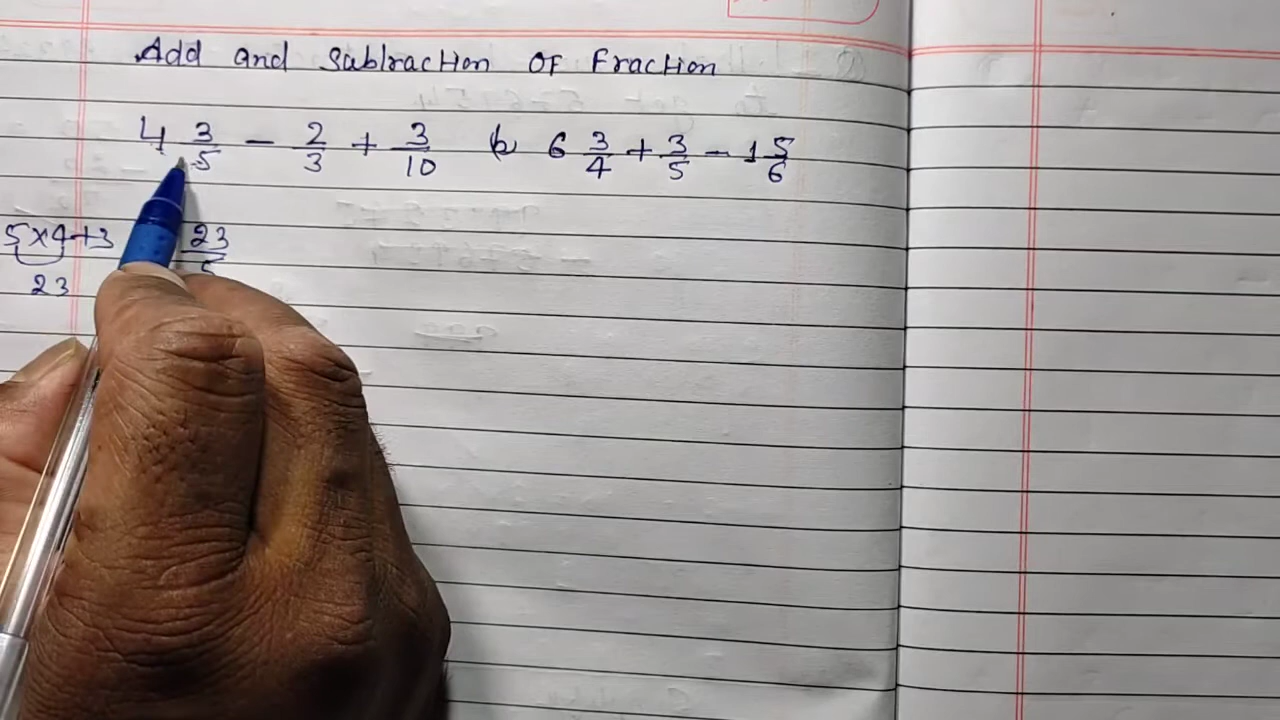 Add and Sabtraction OF Fraction
4 3/5 - 2/3 + 3/10 b 6 3/4 + 3/5 - 1 5/6
5×4+3 23/5
23